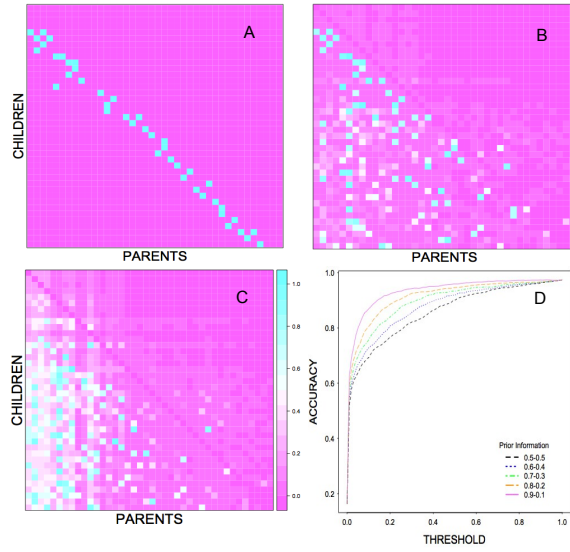 A
B
CHILDREN
PARENTS
PARENTS
C
1.0
0.8
0.6
0.4
0.2
0.0
CHILDREN
PARENTS
D
1.0
0.8
0.6
0.4
0.2
ACCURACY
0.0 0.2 0.4 0.6 0.8 1.0
THRESHOLD
Prior Information
0.5-0.5
0.6-0.4
0.7-0.3
0.8-0.2
0.9-0.1